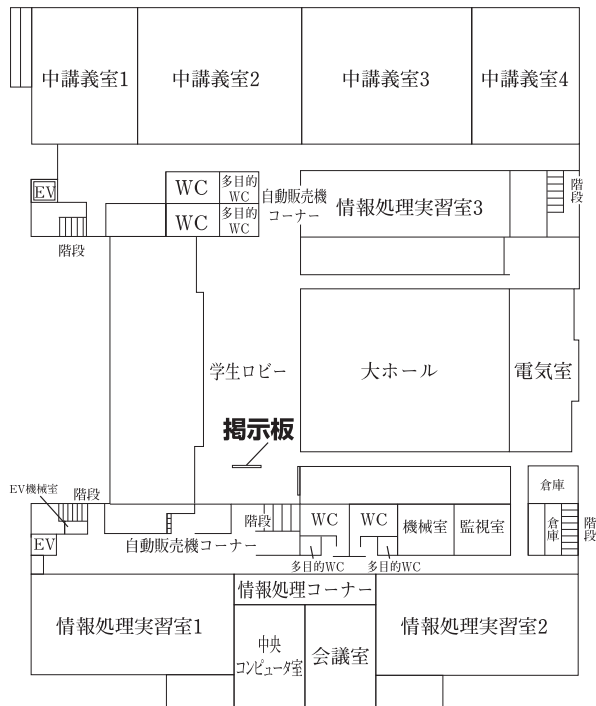 中講義室1
中講義室2
中講義室3
中講義室4
EV
階段
WC
多目的
WC
WC
多目的
WC
自動販売機
コーナー
情報処理実習室3
階段
学生ロビー
大ホール
電気室
掲示板
EV機械室
階段
EV
自動販売機コーナー
階段
WC
WC
多目的WC
多目的WC
機械室
監視室
倉庫
倉庫
階段
情報処理コーナー
情報処理実習室1
中央
コンピュータ室
会議室
情報処理実習室2